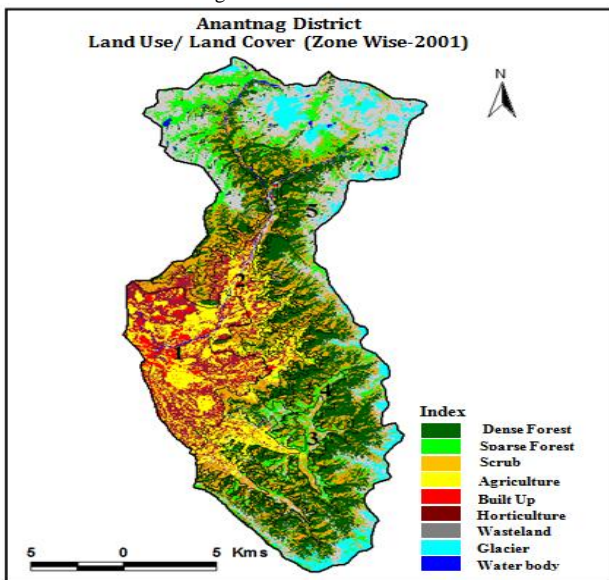 Anantnag District
Land Use/ Land Cover (Zone Wise-2001)
N
5
2
1
4
3
Index
Dense Forest
Sparse Forest
Scrub
Agriculture
Built Up
Horticulture
Wasteland
Glacier
Water body
5 0 5 Kms